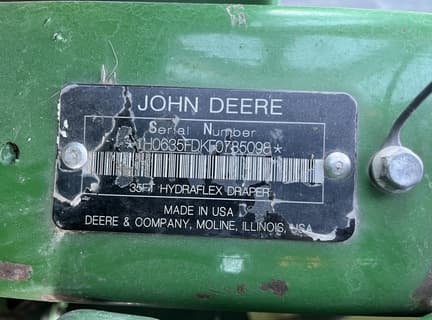 JOHN DEERE
Serial Number
*1H0635FDKF0785098*
35FT HYDRAFLEX DRAPER
MADE IN USA
DEERE & COMPANY, MOLINE, ILLINOIS, USA